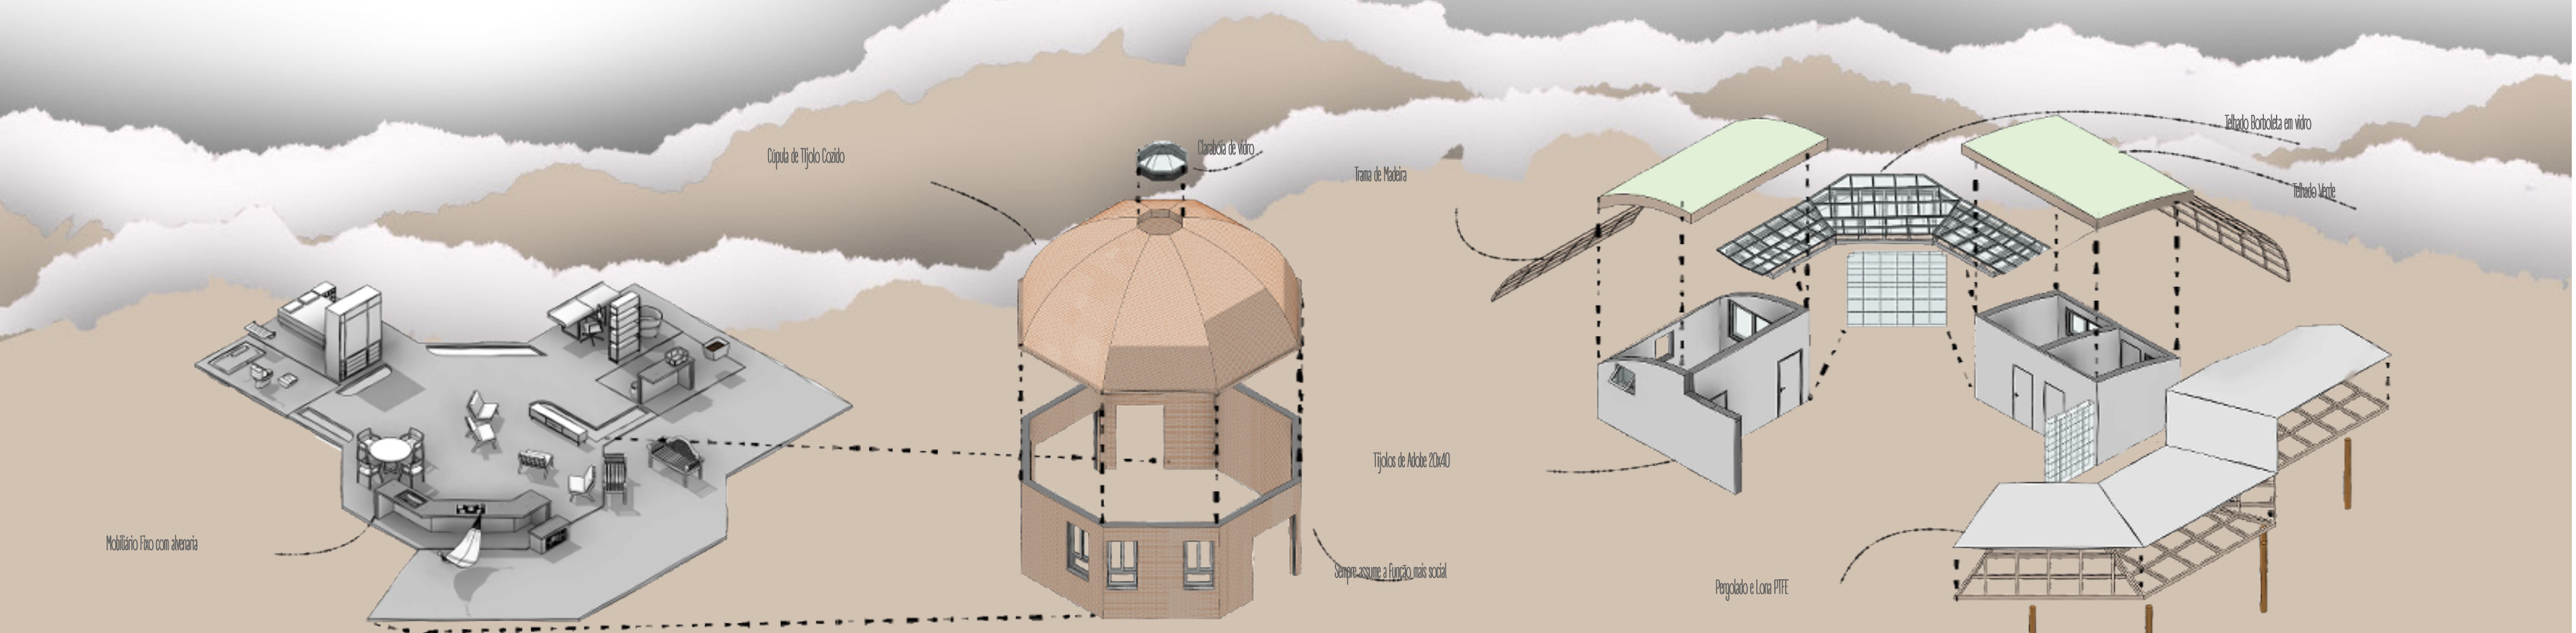 Telhado Borboleta em vidro
Clarabóia de Vidro
Cúpula de Tijolo Cozido
Trama de Madeira
Telhado Verde
Tijolos de Adobe 20x40
Mobiliário Fixo com alvenaria
Sempre assume a função mais social
Pergolado e Lona PTFE